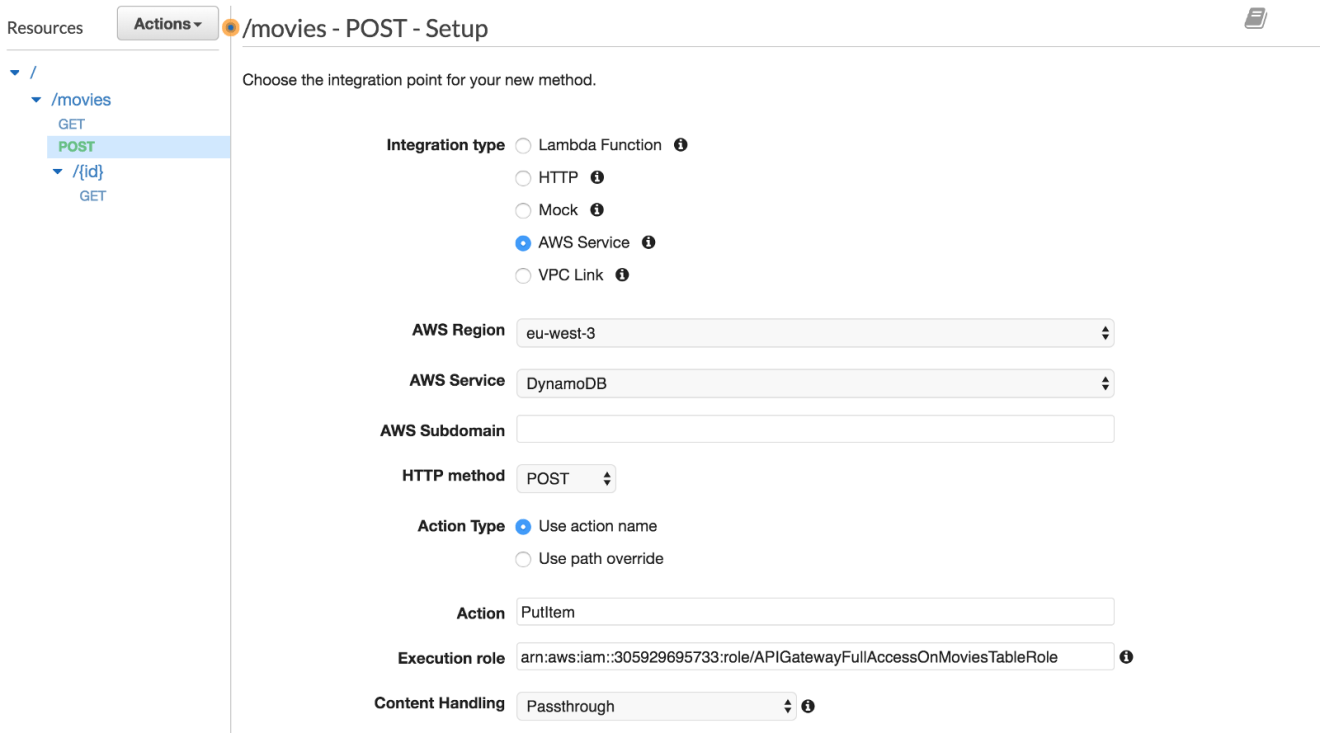 Resources
Actions
/movies - POST - Setup
/
/movies
GET
POST
/{id}
GET
Choose the integration point for your new method.
Integration type
Lambda Function
HTTP
Mock
AWS Service
VPC Link
AWS Region eu-west-3
AWS Service DynamoDB
AWS Subdomain
HTTP method POST
Action Type Use action name
Use path override
Action PutItem
Execution role arn:aws:iam::305929695733:role/APIGatewayFullAccessOnMoviesTableRole
Content Handling Passthrough